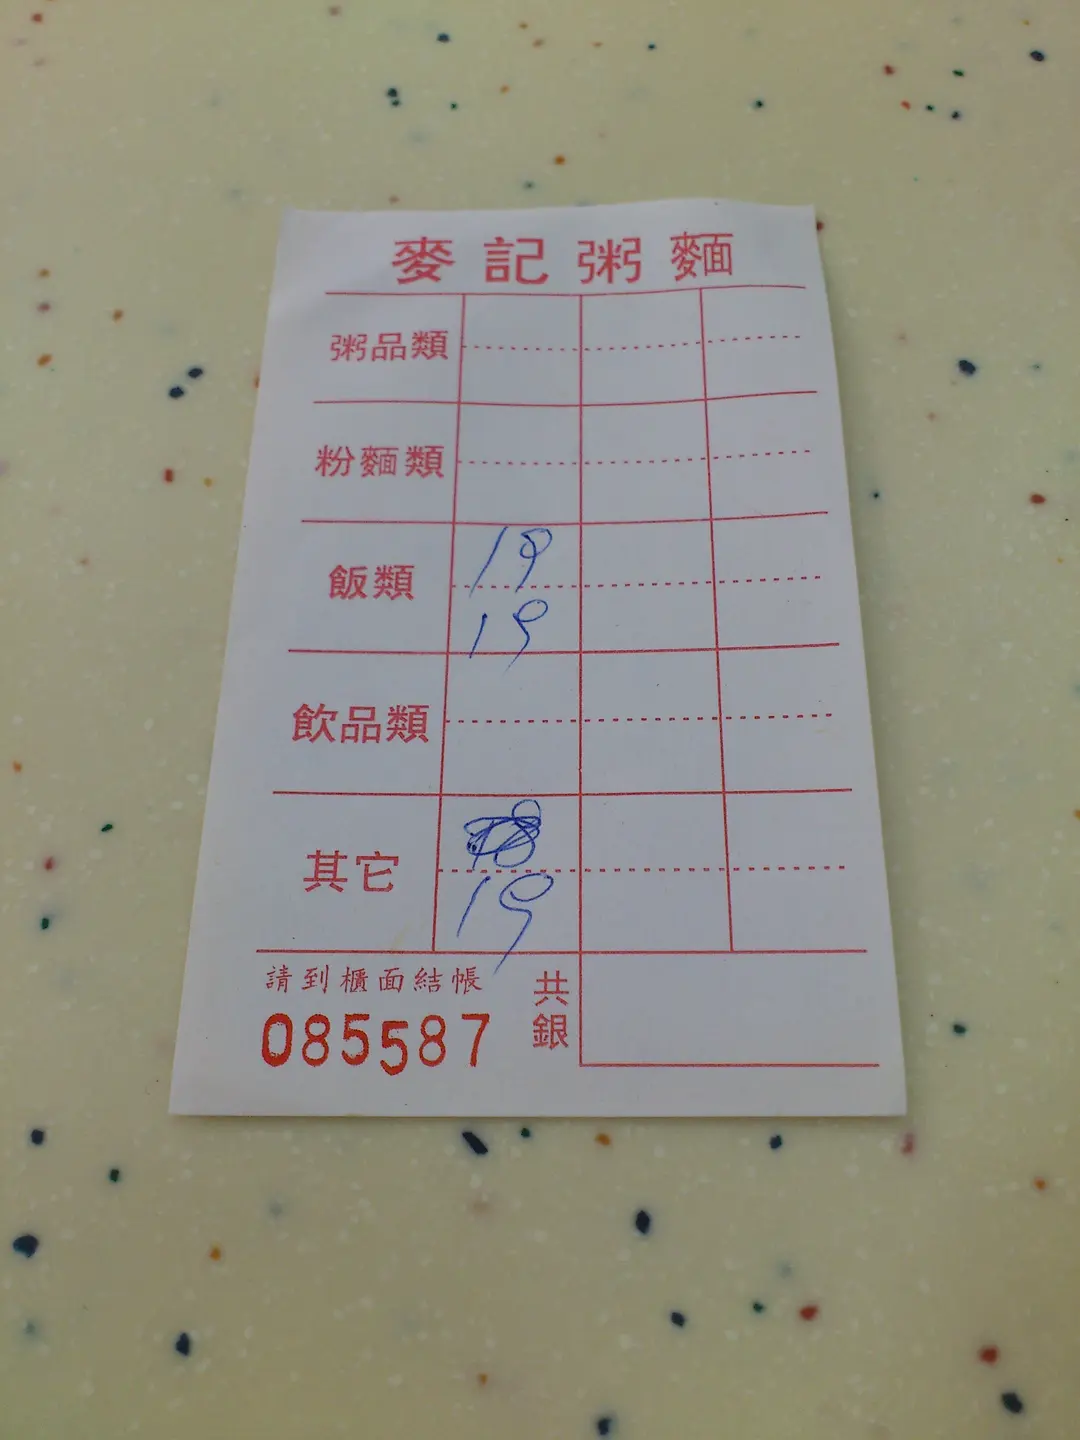 麥記粥麵
粥品類
粉麵類
飯類
19
19
飲品類
其它
19
請到櫃面結帳
085587
共銀